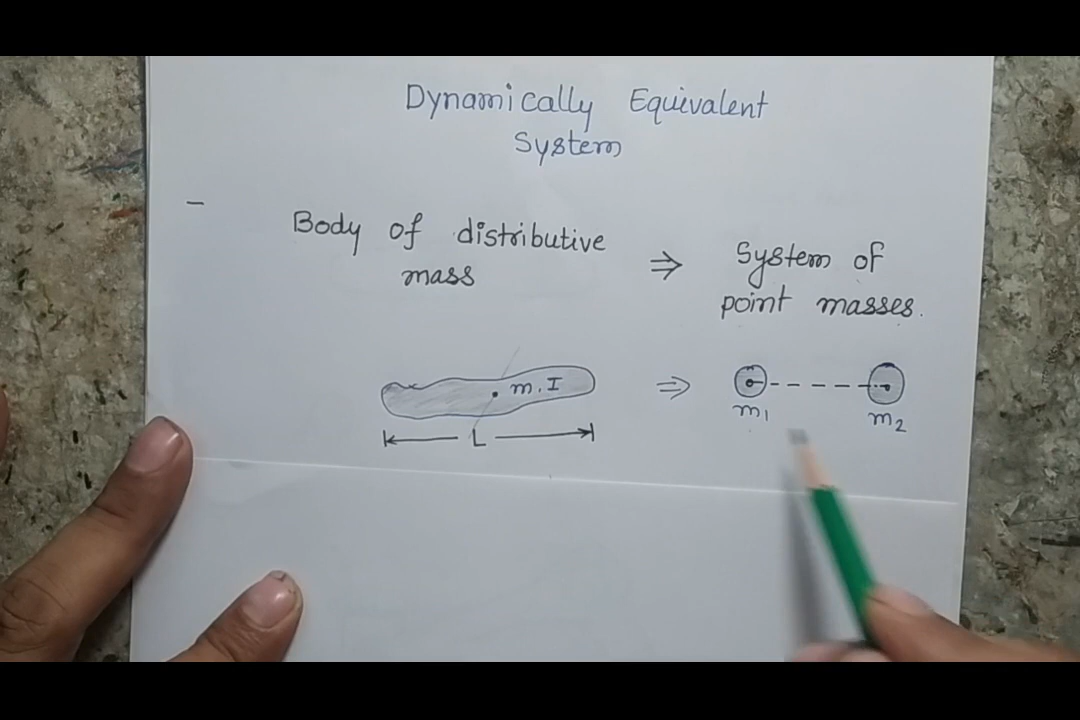 Dynamically Equivalent
System
- Body of distributive
mass
⇒
System of
point masses.
m, I
⇒
m1
m2
L